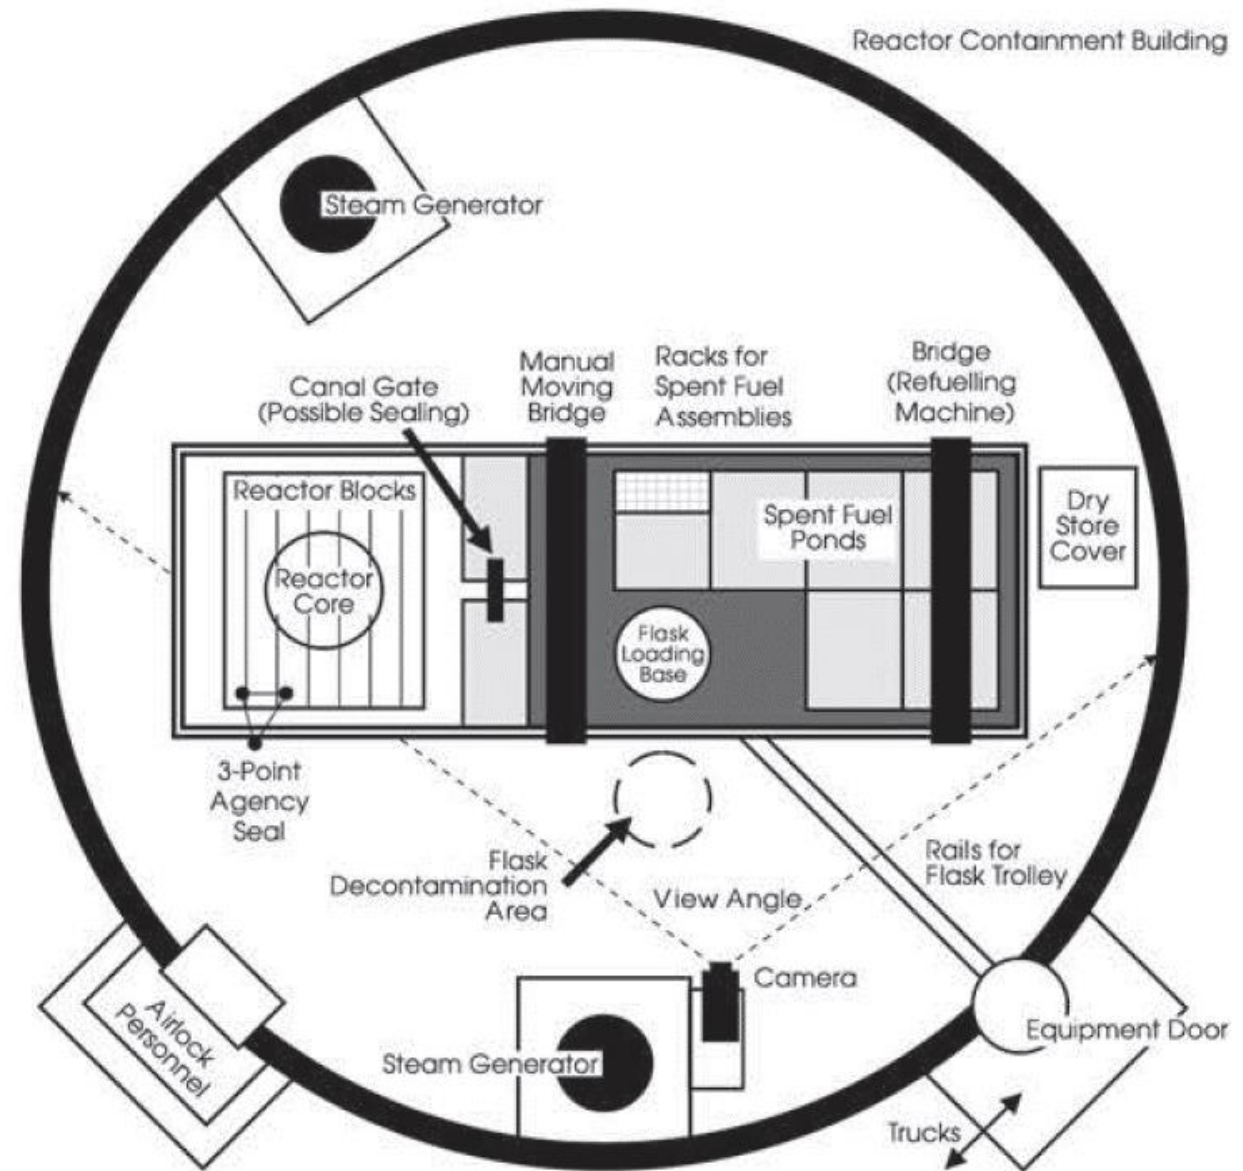 Reactor Containment Building
Steam Generator
Canal Gate
(Possible Sealing)
Manual
Moving
Bridge
Racks for
Spent Fuel
Assemblies
Bridge
(Refuelling
Machine)
Reactor Blocks
Reactor
Core
Spent Fuel
Ponds
Dry
Store
Cover
Flask
Loading
Base
3-Point
Agency
Seal
Flask
Decontamination
Area
View Angle
Rails for
Flask Trolley
Camera
Airlock
Personnel
Steam Generator
Equipment Door
Trucks